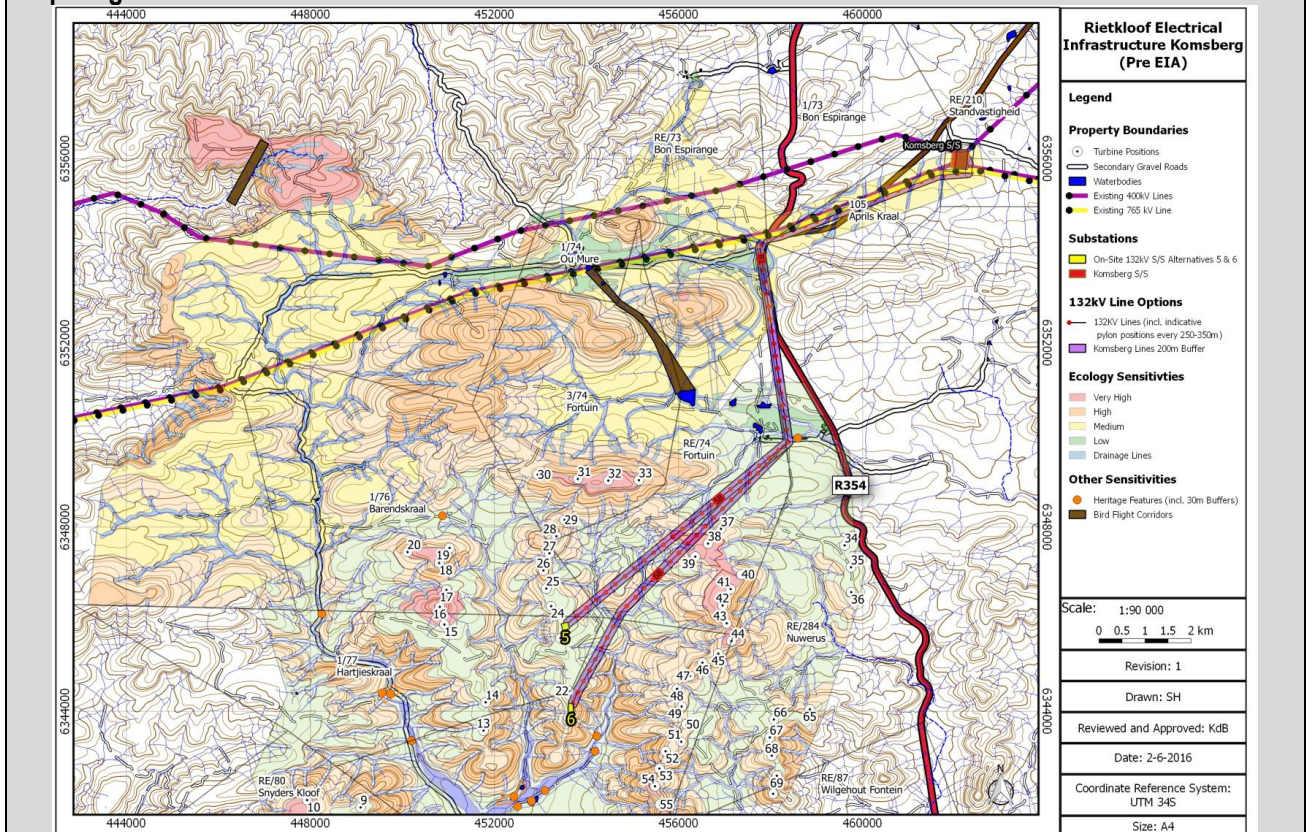 444000
448000
452000
456000
460000
Rietkloof Electrical
Infrastructure Komsberg
(Pre EIA)
Legend
Property Boundaries
Turbine Positions
Secondary Gravel Roads
Waterbodies
Existing 400kV Lines
Existing 765 kV Line
Substations
On-Site 132kV S/S Alternatives 5 & 6
Komsberg S/S
132kV Line Options
132KV Lines (incl. indicative
pylon positions every 250-350m)
Komsberg Lines 200m Buffer
Ecology Sensitivties
Very High
High
Medium
Low
Drainage Lines
Other Sensitivities
Heritage Features (incl. 30m Buffers)
Bird Flight Corridors
Scale: 1:90 000
0 0.5 1 1.5 2 km
Revision: 1
Drawn: SH
Reviewed and Approved: KdB
Date: 2-6-2016
Coordinate Reference System:
UTM 34S
Size: A4
6356000
6352000
6348000
6344000
6356000
6352000
6348000
6344000
RE/210
Standvastigheid
1/73
Bon Espirange
RE/73
Bon Espirange
Komsberg S/S
105
Aprils Kraal
1/74
Ou Mure
3/74
Fortuin
RE/74
Fortuin
R354
1/76
Barendskraal
30
31
32
33
29
28
27
26
25
24
37
38
39
40
41
42
43
44
45
46
47
48
49
50
51
52
53
54
55
34
35
36
20
19
18
17
16
15
14
13
22
5
6
RE/284
Nuwerus
1/77
Hartjieskraal
66
65
67
68
69
RE/80
Snyders Kloof
10
9
RE/87
Wilgehout Fontein
N
444000
448000
452000
456000
460000